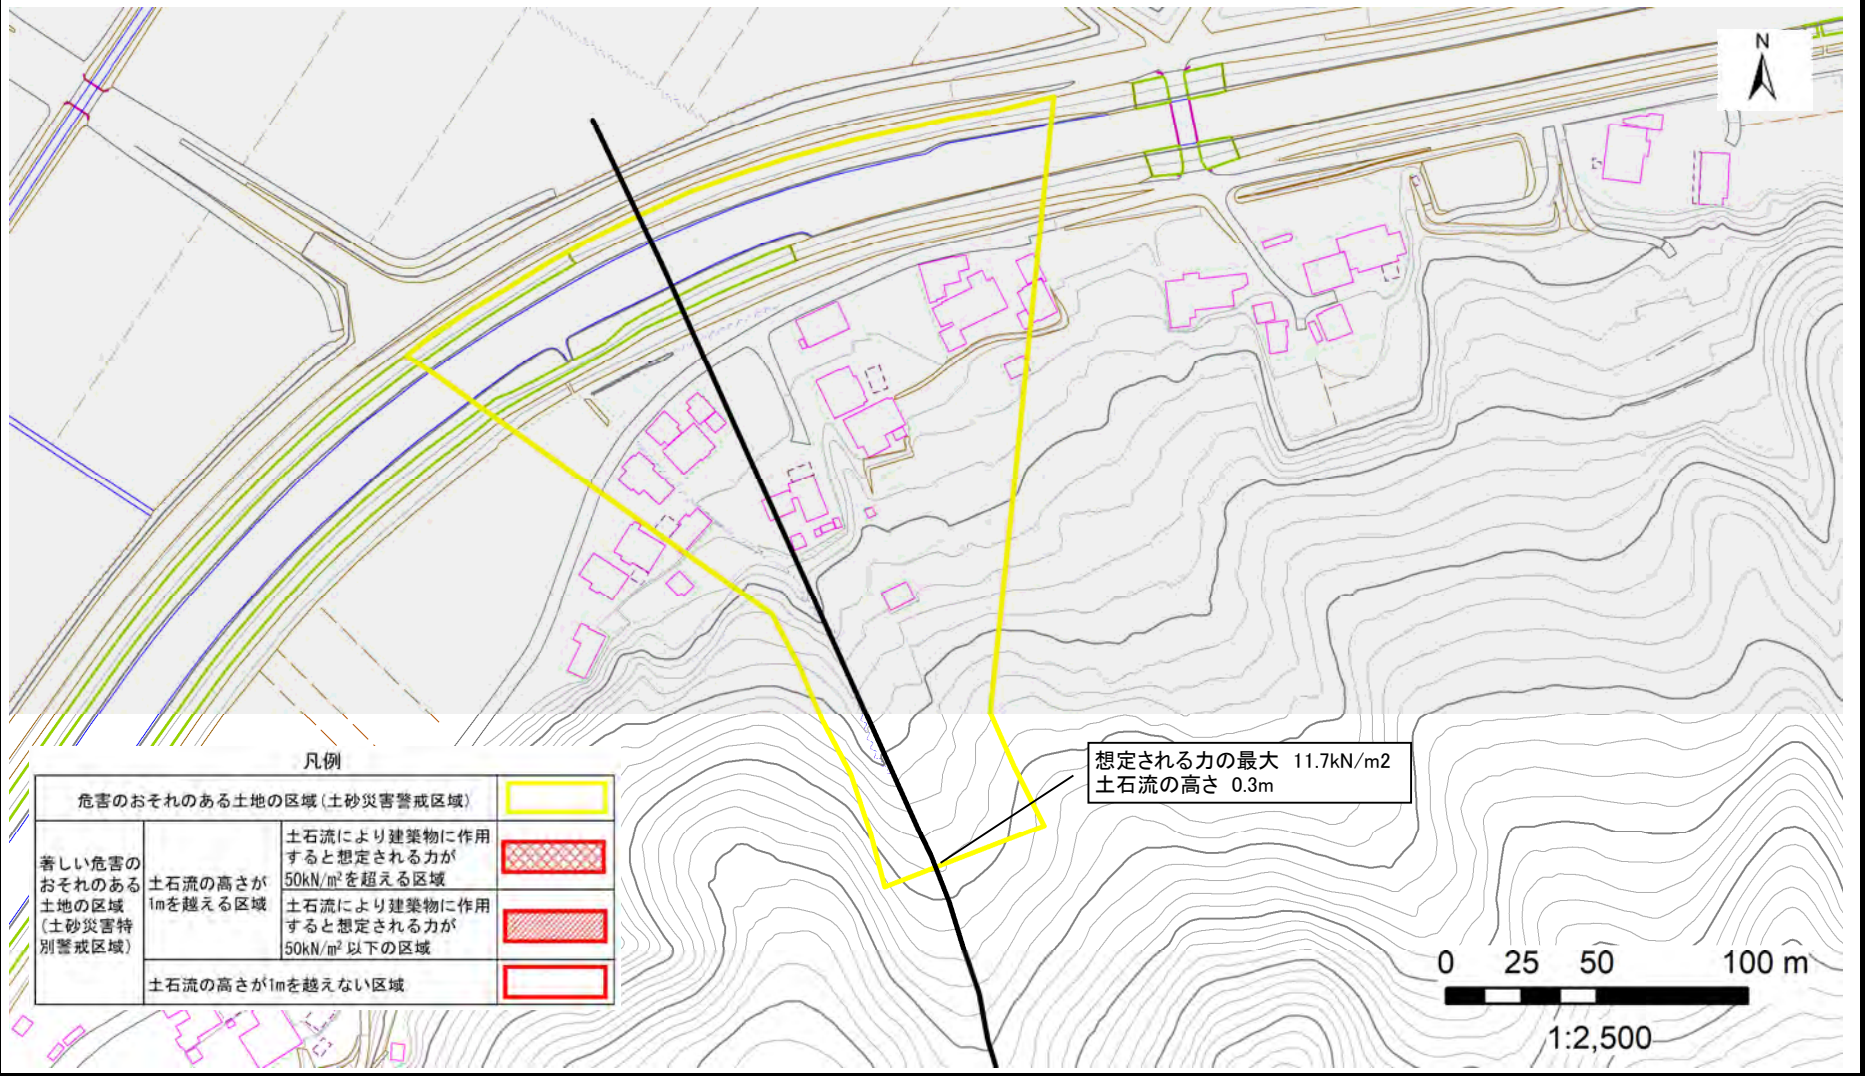 N
想定される力の最大 11.7kN/m2
土石流の高さ 0.3m
凡例
危害のおそれのある土地の区域(土砂災害警戒区域)
著しい危害の
おそれのある
土地の区域
(土砂災害特
別警戒区域)
土石流の高さが
1mを越える区域
土石流により建築物に作用
すると想定される力が
50kN/m²を超える区域
土石流により建築物に作用
すると想定される力が
50kN/m²以下の区域
土石流の高さが1mを越えない区域
0 25 50 100 m
1:2,500